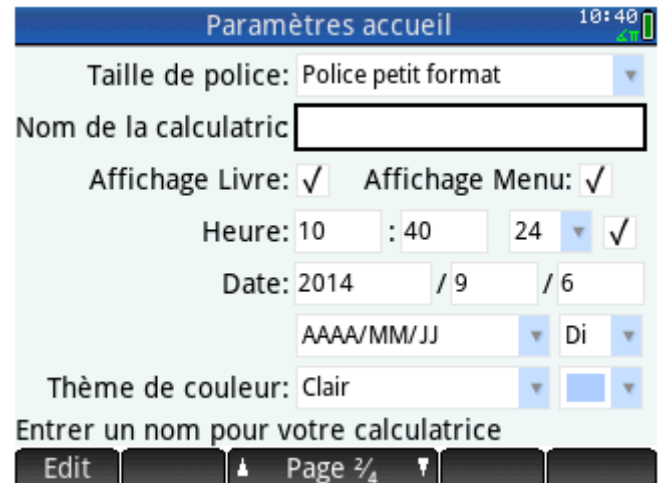 Paramètres accueil 10:40
∡π
Taille de police: Police petit format
Nom de la calculatric
Affichage Livre: √ Affichage Menu: √
Heure: 10 : 40 24 √
Date: 2014 / 9 / 6
AAAA/MM/JJ Di
Thème de couleur: Clair
Entrer un nom pour votre calculatrice
Edit Page 2/4